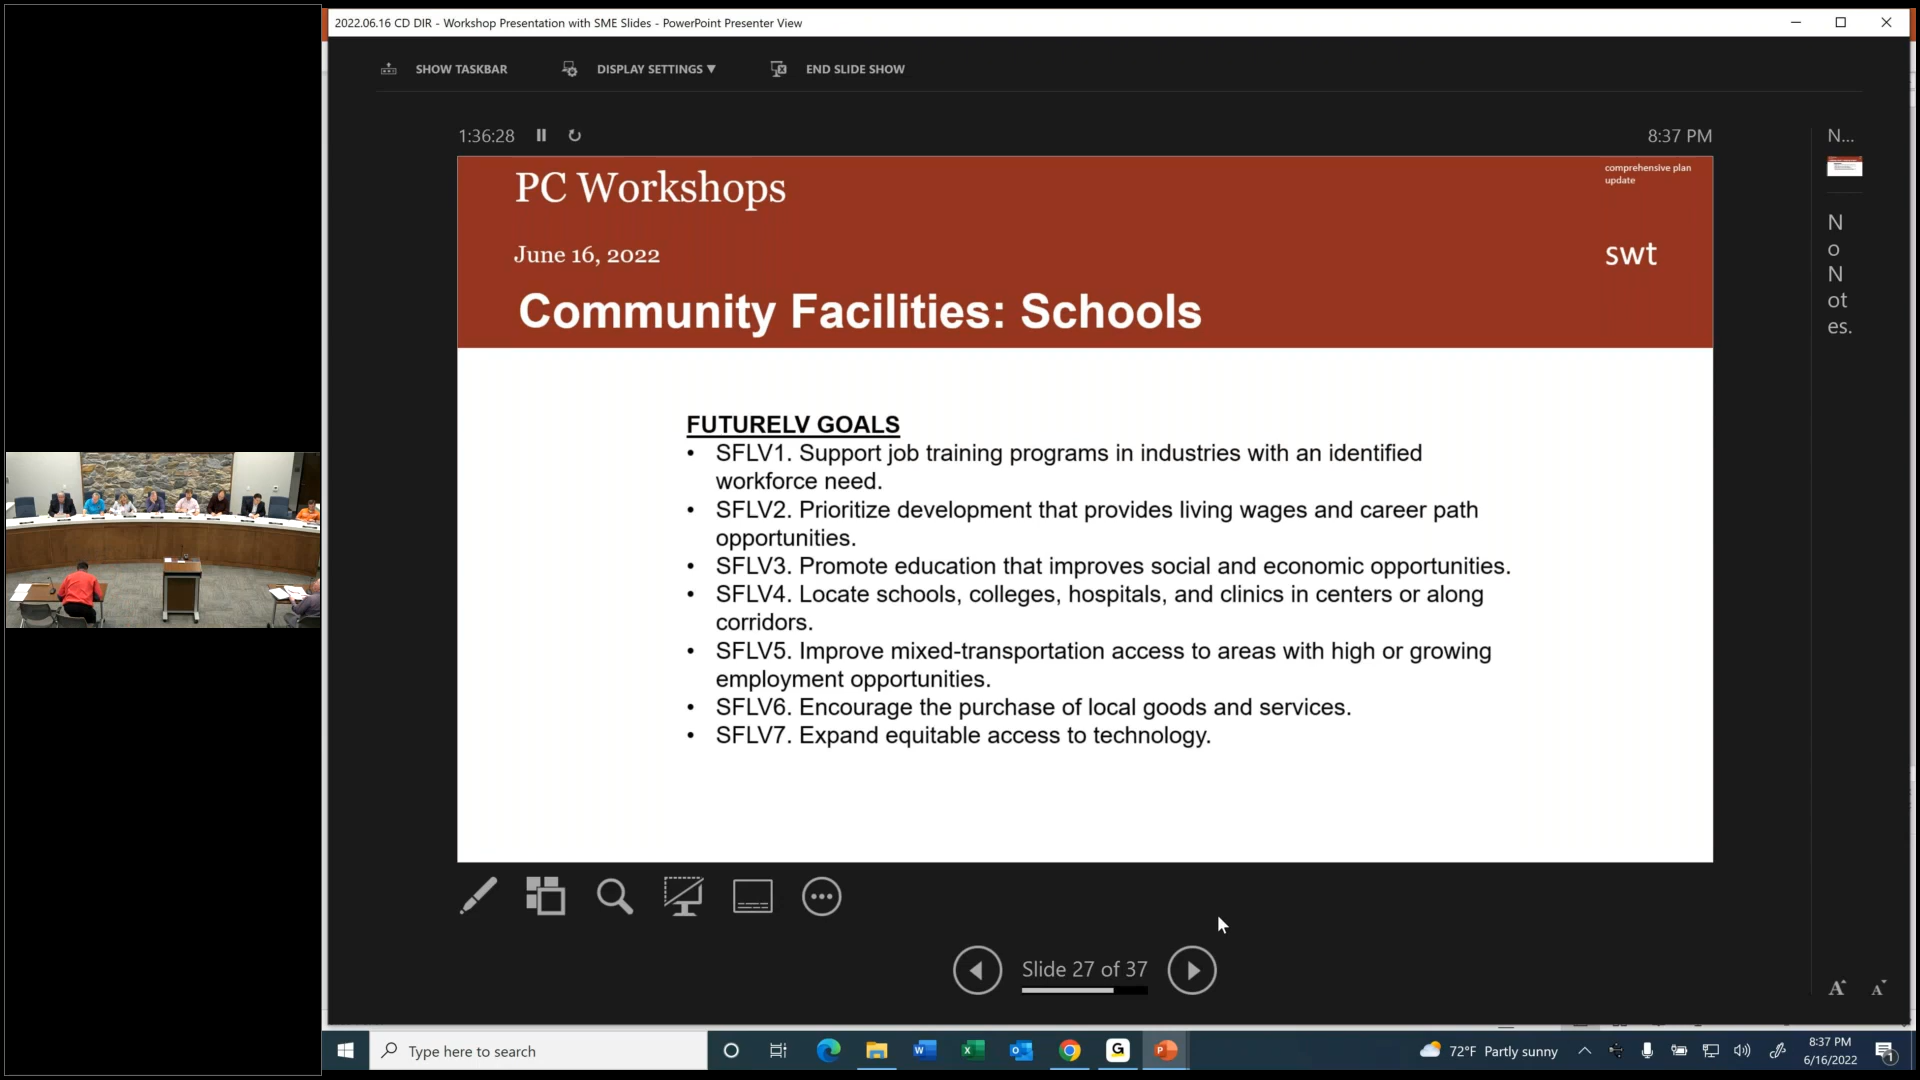 2022.06.16 CD DIR - Workshop Presentation with SME Slides - PowerPoint Presenter View
SHOW TASKBAR
DISPLAY SETTINGS ▼
END SLIDE SHOW
1:36:28
8:37 PM
PC Workshops
comprehensive plan
update
June 16, 2022
swt
Community Facilities: Schools
FUTURELV GOALS
• SFLV1. Support job training programs in industries with an identified
workforce need.
• SFLV2. Prioritize development that provides living wages and career path
opportunities.
• SFLV3. Promote education that improves social and economic opportunities.
• SFLV4. Locate schools, colleges, hospitals, and clinics in centers or along
corridors.
• SFLV5. Improve mixed-transportation access to areas with high or growing
employment opportunities.
• SFLV6. Encourage the purchase of local goods and services.
• SFLV7. Expand equitable access to technology.
N...
N
o
N
ot
es.
Slide 27 of 37
A
A
Type here to search
72°F Partly sunny
8:37 PM
6/16/2022
1